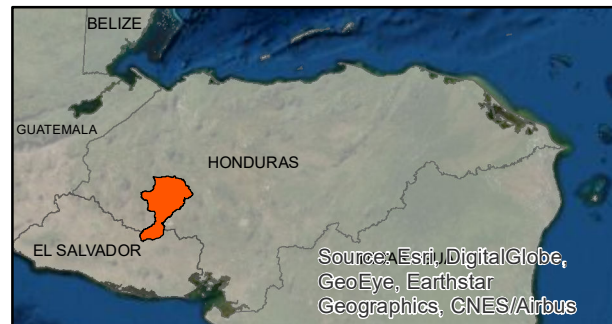 BELIZE
GUATEMALA
HONDURAS
EL SALVADOR
Source: Esri, DigitalGlobe,
GeoEye, Earthstar
Geographics, CNES/Airbus